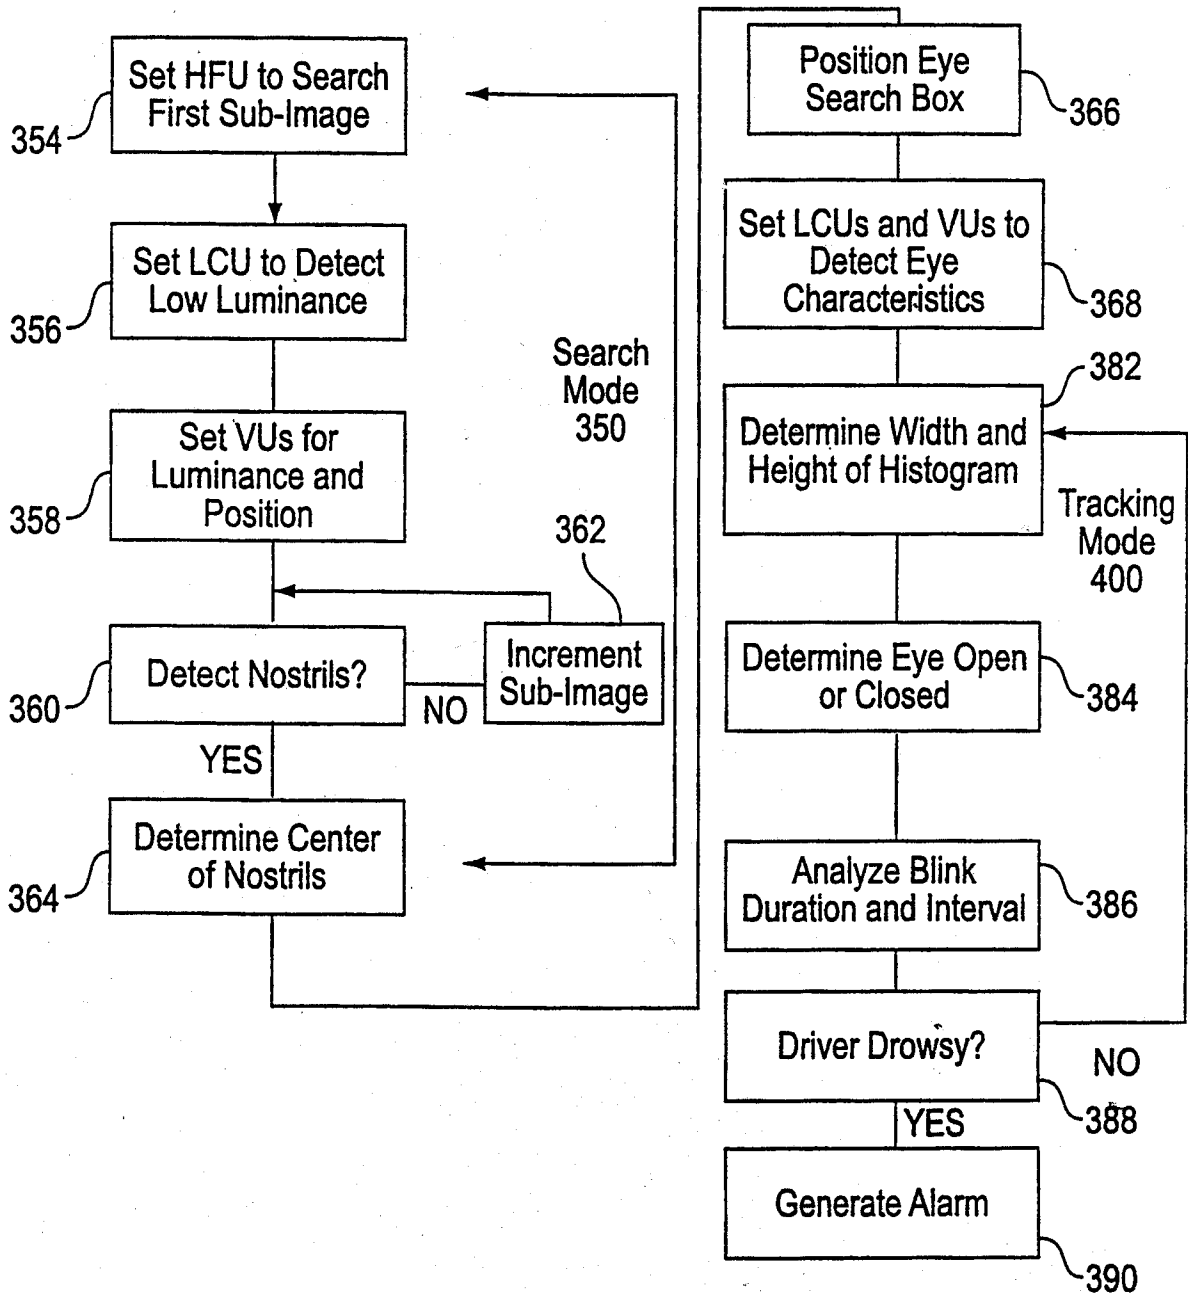 Set HFU to Search
First Sub-Image
354
Set LCU to Detect
Low Luminance
356
Set VUs for
Luminance and
Position
358
Search
Mode
350
362
Detect Nostrils?
360
NO
Increment
Sub-Image
YES
Determine Center
of Nostrils
364
Position Eye
Search Box
366
Set LCUs and VUs to
Detect Eye
Characteristics
368
382
Determine Width and
Height of Histogram
Tracking
Mode
400
Determine Eye Open
or Closed
384
Analyze Blink
Duration and Interval
386
Driver Drowsy?
NO
388
YES
Generate Alarm
390